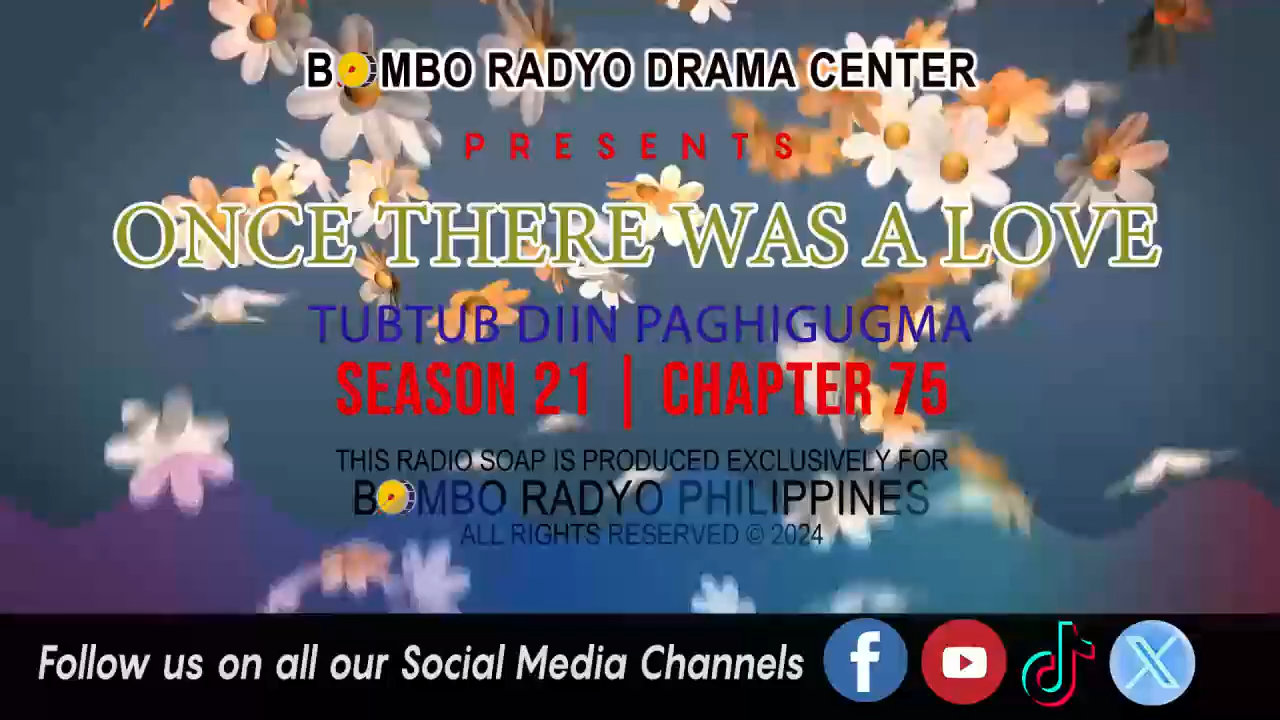 BOMBO RADYO DRAMA CENTER
PRESENTS
ONCE THERE WAS A LOVE
TUBTUB DIIN PAGHIGUGMA
SEASON 21 | CHAPTER 75
THIS RADIO SOAP IS PRODUCED EXCLUSIVELY FOR
BOMBO RADYO PHILIPPINES
ALL RIGHTS RESERVED © 2024
Follow us on all our Social Media Channels